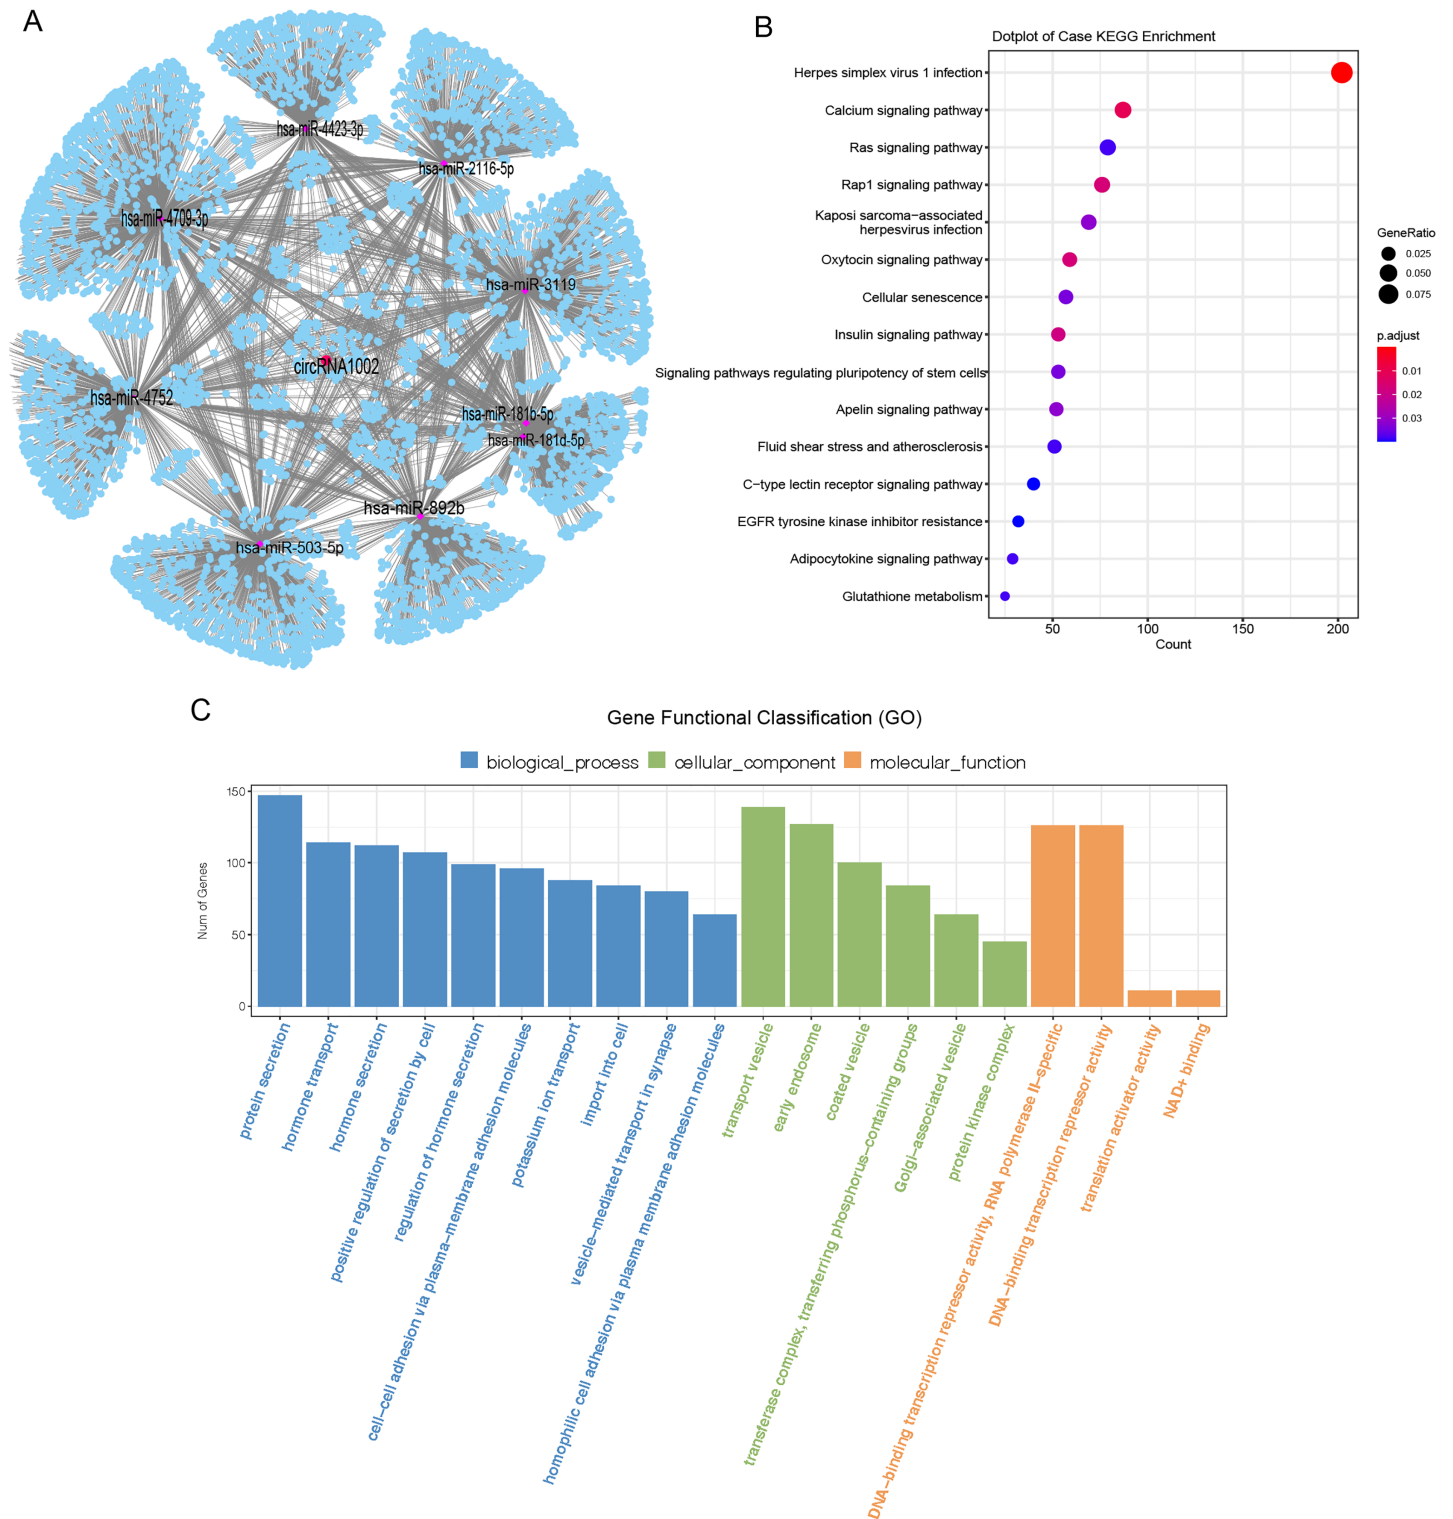 A
hsa-miR-4423-3p
hsa-miR-2116-5p
hsa-miR-4709-3p
hsa-miR-3119
circRNA1002
hsa-miR-4752
hsa-miR-181b-5p
hsa-miR-181d-5p
hsa-miR-892b
hsa-miR-503-5p
B
Dotplot of Case KEGG Enrichment
Herpes simplex virus 1 infection
Calcium signaling pathway
Ras signaling pathway
Rap1 signaling pathway
Kaposi sarcoma−associated
herpesvirus infection
Oxytocin signaling pathway
Cellular senescence
Insulin signaling pathway
Signaling pathways regulating pluripotency of stem cells
Apelin signaling pathway
Fluid shear stress and atherosclerosis
C−type lectin receptor signaling pathway
EGFR tyrosine kinase inhibitor resistance
Adipocytokine signaling pathway
Glutathione metabolism
50 100 150 200
Count
GeneRatio
0.025
0.050
0.075
p.adjust
0.01
0.02
0.03
C
Gene Functional Classification (GO)
biological_process cellular_component molecular_function
Num of Genes
150
100
50
0
protein secretion
hormone transport
hormone secretion
positive regulation of secretion by cell
regulation of hormone secretion
cell−cell adhesion via plasma−membrane adhesion molecules
potassium ion transport
import into cell
vesicle−mediated transport in synapse
homophilic cell adhesion via plasma membrane adhesion molecules
transport vesicle
early endosome
coated vesicle
transferase complex, transferring phosphorus−containing groups
Golgi−associated vesicle
protein kinase complex
DNA−binding transcription repressor activity, RNA polymerase II−specific
DNA−binding transcription repressor activity
translation activator activity
NAD+ binding